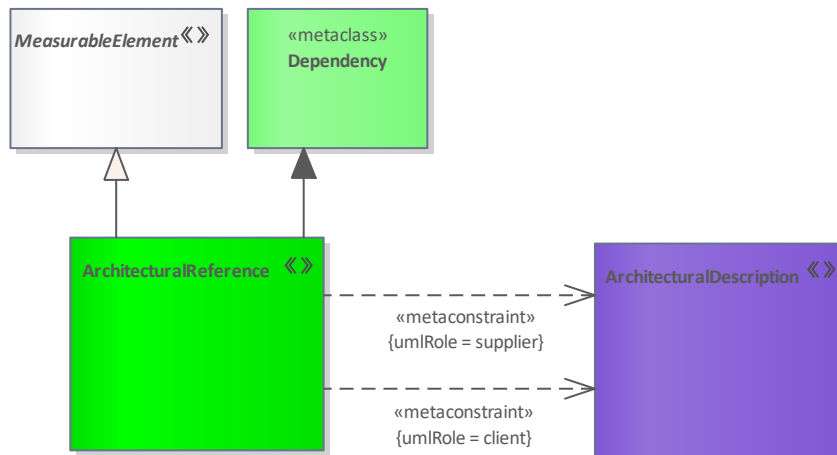 MeasurableElement «»
«metaclass»
Dependency
ArchitecturalReference «»
ArchitecturalDescription «»
«metaconstraint»
{umlRole = supplier}
«metaconstraint»
{umlRole = client}